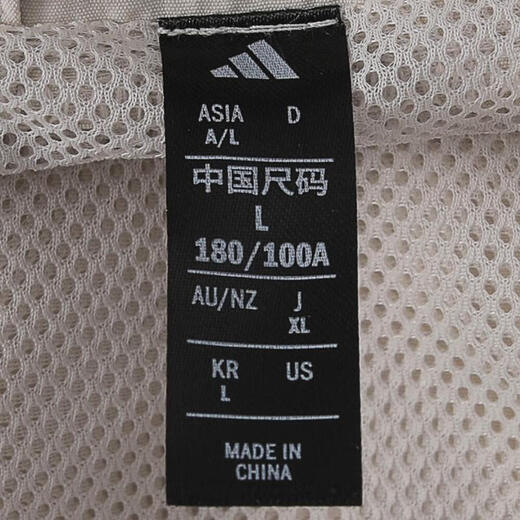 ASIA D
A/L
中国尺码
L
180/100A
AU/NZ J
XL
KR US
L
MADE IN
CHINA